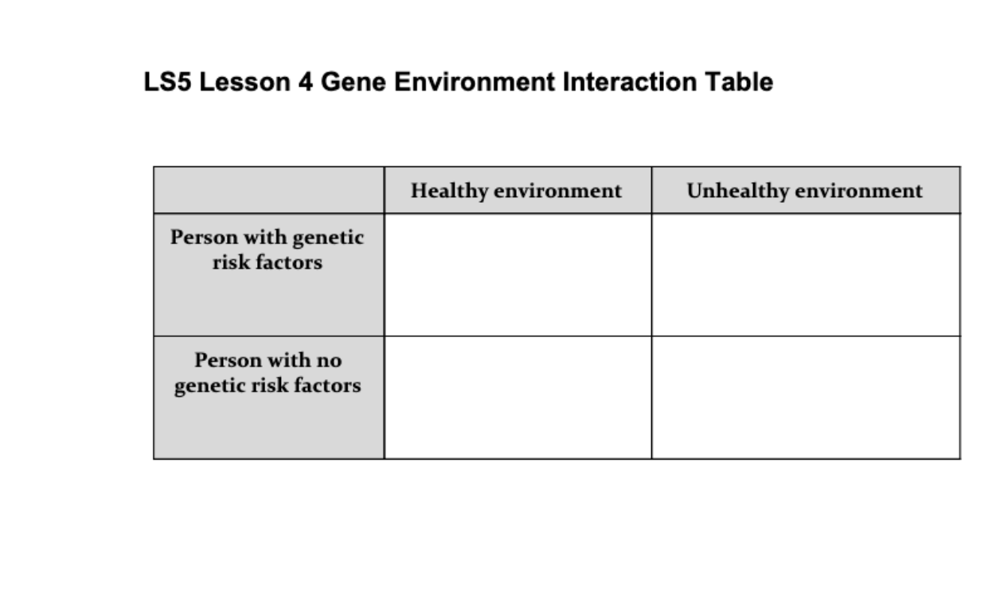 LS5 Lesson 4 Gene Environment Interaction Table
Healthy environment
Unhealthy environment
Person with genetic
risk factors
Person with no
genetic risk factors